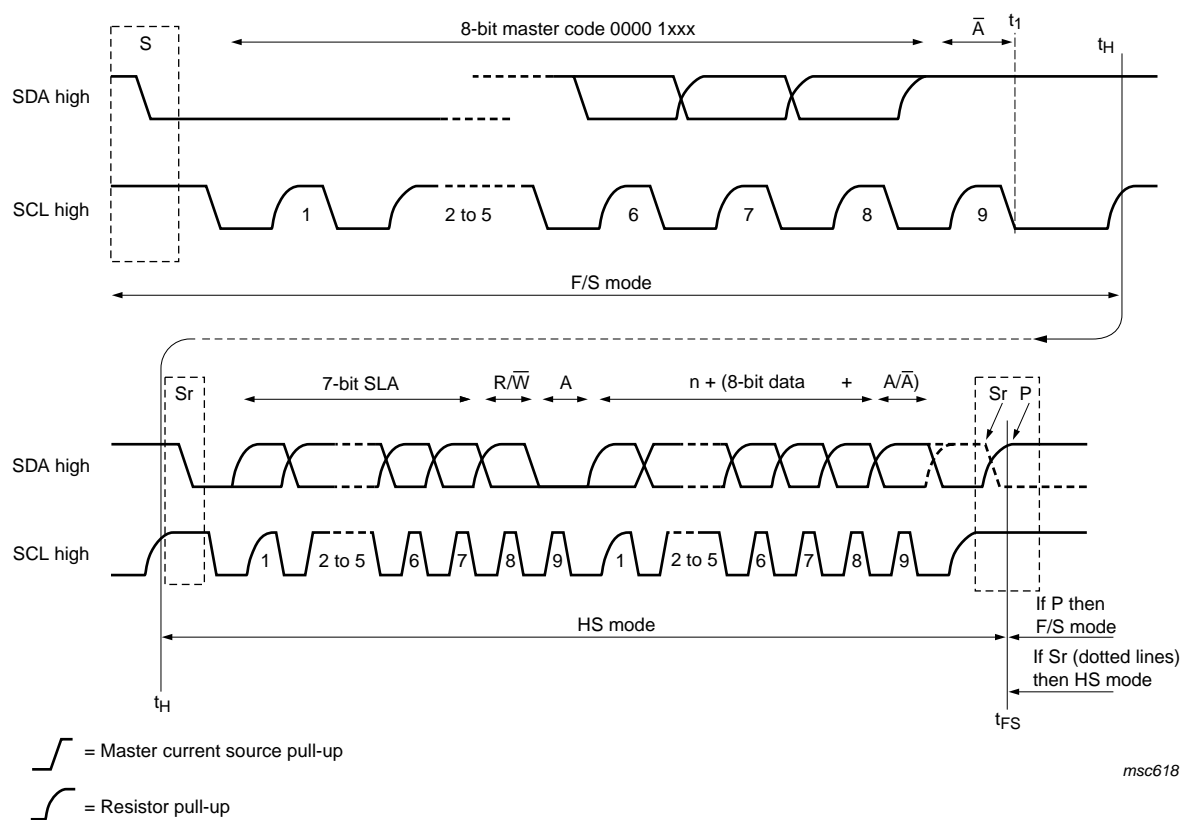 8-bit master code 0000 1xxx
A̅
t1
S
tH
SDA high
SCL high
1
2 to 5
6
7
8
9
F/S mode
7-bit SLA
R/W̅
A
n + (8-bit data + A/A̅)
Sr
Sr P
SDA high
SCL high
1
2 to 5
6
7
8
9
1
2 to 5
6
7
8
9
If P then
F/S mode
HS mode
If Sr (dotted lines)
then HS mode
tH
tFS
= Master current source pull-up
msc618
= Resistor pull-up